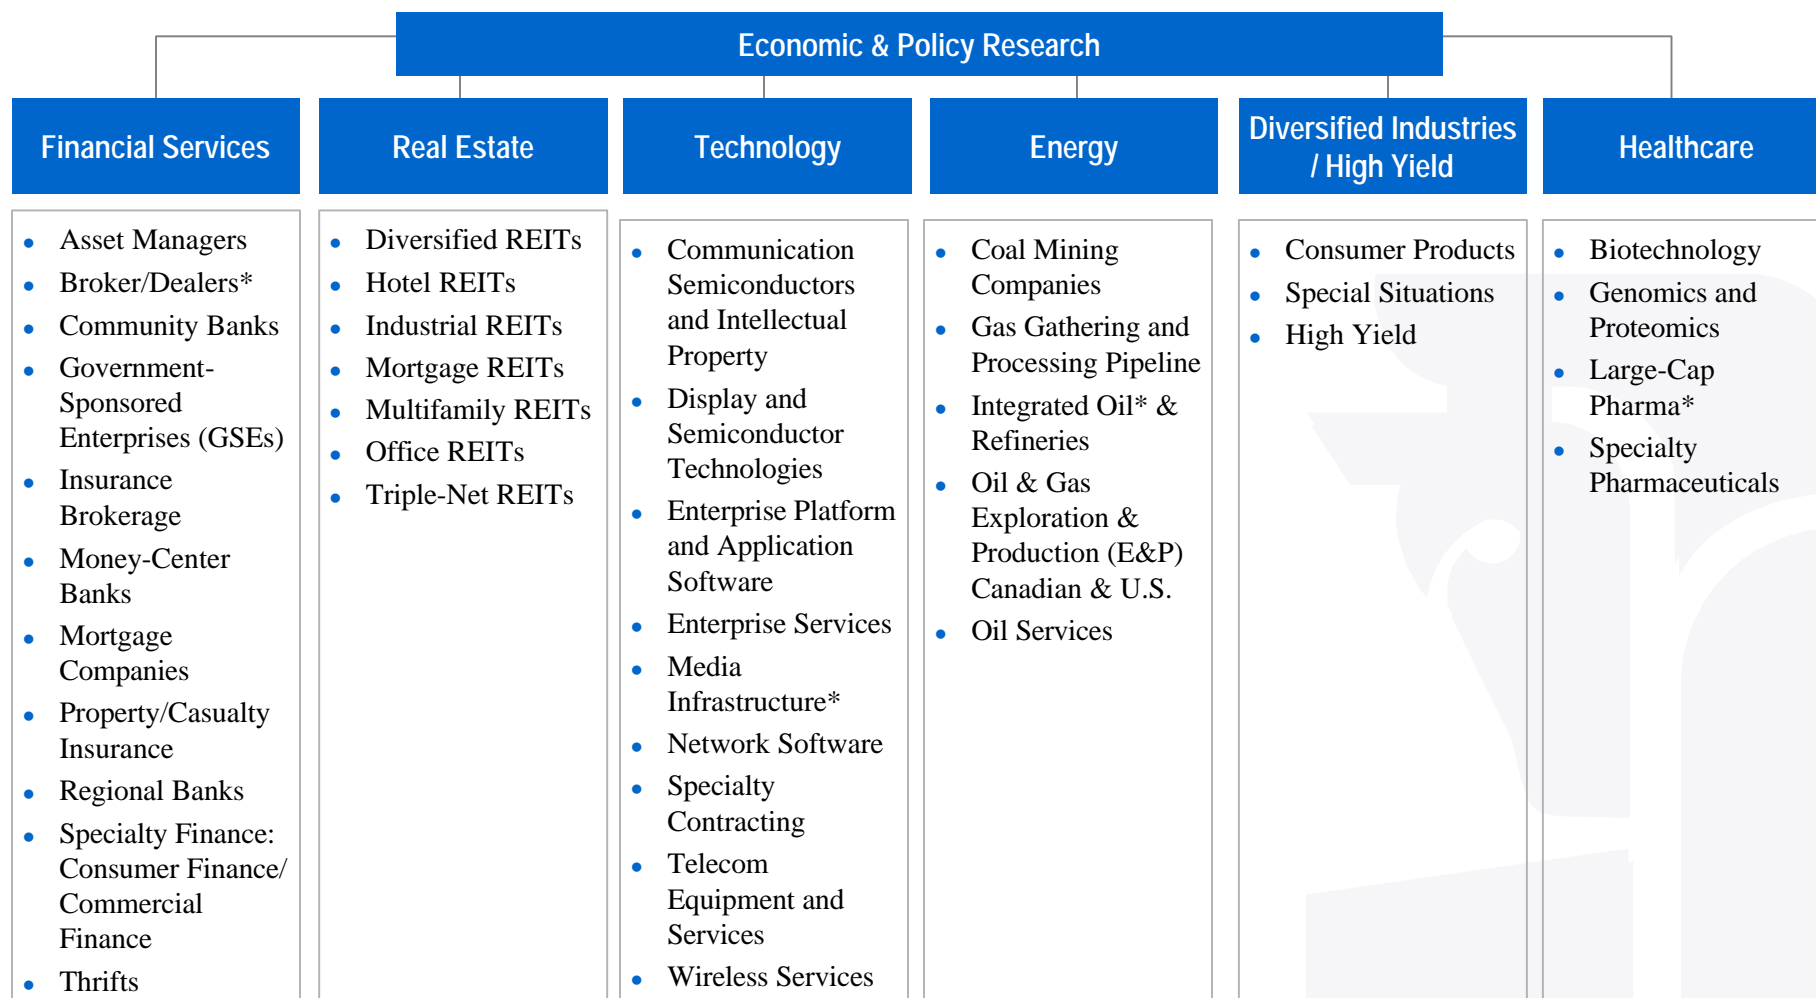 Economic & Policy Research
Financial Services
Asset Managers
Broker/Dealers*
Community Banks
Government-
Sponsored
Enterprises (GSEs)
Insurance
Brokerage
Money-Center
Banks
Mortgage
Companies
Property/Casualty
Insurance
Regional Banks
Specialty Finance:
Consumer Finance/
Commercial
Finance
Thrifts
Real Estate
Diversified REITs
Hotel REITs
Industrial REITs
Mortgage REITs
Multifamily REITs
Office REITs
Triple-Net REITs
Technology
Communication
Semiconductors
and Intellectual
Property
Display and
Semiconductor
Technologies
Enterprise Platform
and Application
Software
Enterprise Services
Media
Infrastructure*
Network Software
Specialty
Contracting
Telecom
Equipment and
Services
Wireless Services
Energy
Coal Mining
Companies
Gas Gathering and
Processing Pipeline
Integrated Oil* &
Refineries
Oil & Gas
Exploration &
Production (E&P)
Canadian & U.S.
Oil Services
Diversified Industries
/ High Yield
Consumer Products
Special Situations
High Yield
Healthcare
Biotechnology
Genomics and
Proteomics
Large-Cap
Pharma*
Specialty
Pharmaceuticals